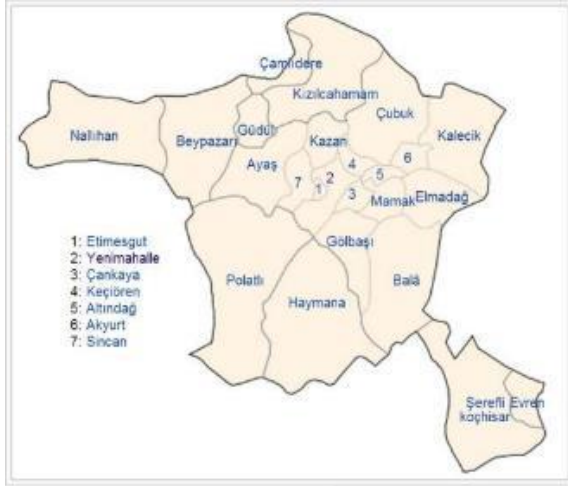 Çamlıdere
Kızılcahamam
Çubuk
Güdül
Nallıhan
Beypazarı
Kazan
Kalecik
Ayaş
4
6
7
2
5
1
3
Mamak
Elmadağ
1: Etimesgut
2: Yenimahalle
3: Çankaya
4: Keçiören
5: Altındağ
6: Akyurt
7: Sincan
Gölbaşı
Polatlı
Haymana
Balâ
Şerefli
koçhisar
Evren